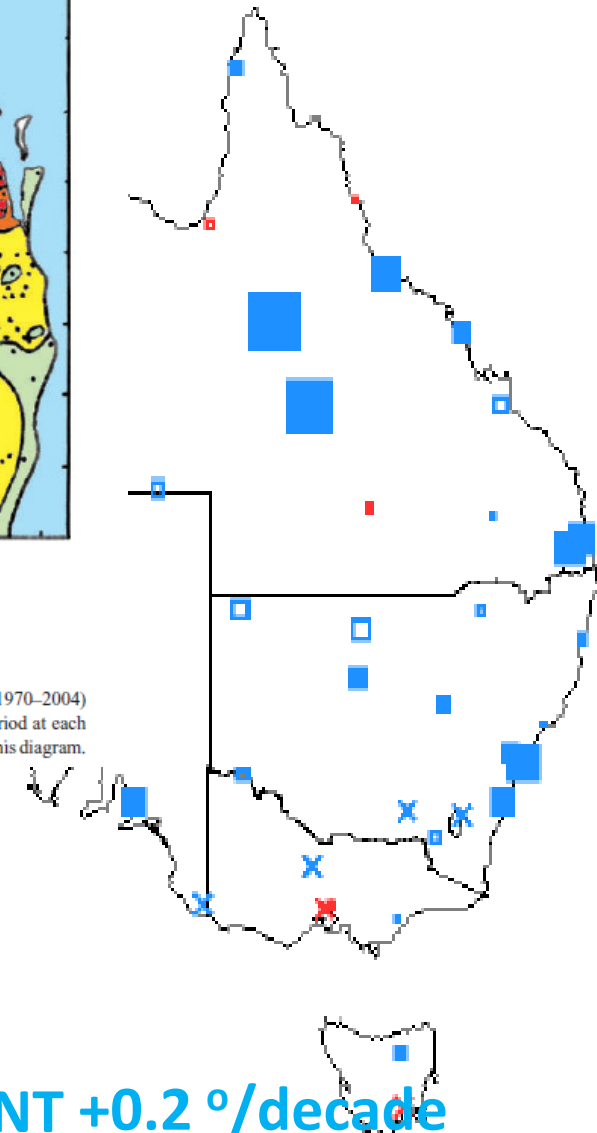 1970–2004)
riod at each
his diagram.
NT +0.2 º/decade